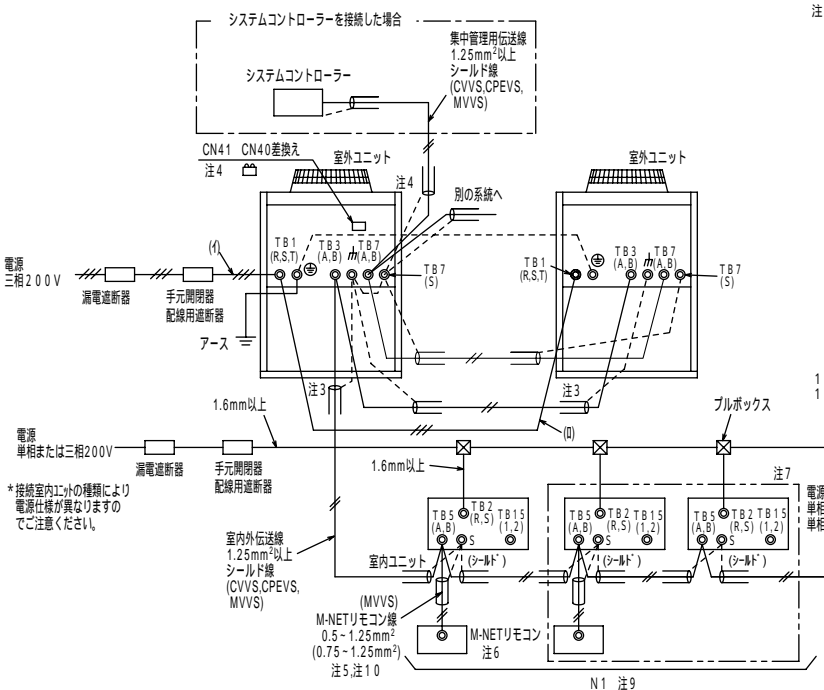 システムコントローラーを接続した場合
注
集中管理用伝送線
1.25mm²以上
シールド線
(CVVS,CPEVS,
MVVS)
システムコントローラー
CN41 CN40差換え
注4
室外ユニット
注4
別の系統へ
室外ユニット
(イ)
TB1
(R,S,T)
TB3
(A,B)
TB7
(A,B)
TB7
(S)
TB1
(R,S,T)
TB3
(A,B)
TB7
(A,B)
TB7
(S)
電源
三相200V
漏電遮断器
手元開閉器
配線用遮断器
アース
注3
注3
1
1
1.6mm以上
(ロ)
プルボックス
電源
単相または三相200V
漏電遮断器
手元開閉器
配線用遮断器
1.6mm以上
注7
*接続室内ユニットの種類により
電源仕様が異なりますの
でご注意ください。
TB5
(A,B)
TB2
(R,S)
TB15
(1,2)
S
TB5
(A,B)
TB2
(R,S)
TB15
(1,2)
S
TB5
(A,B)
TB2
(R,S)
TB15
(1,2)
S
電源
単相
単相
室内外伝送線
1.25mm²以上
シールド線
(CVVS,CPEVS,
MVVS)
室内ユニット
(シールド)
(シールド)
(シールド)
(MVVS)
M-NETリモコン線
0.5~1.25mm²
(0.75~1.25mm²)
注5,注10
M-NETリモコン
注6
N1 注9